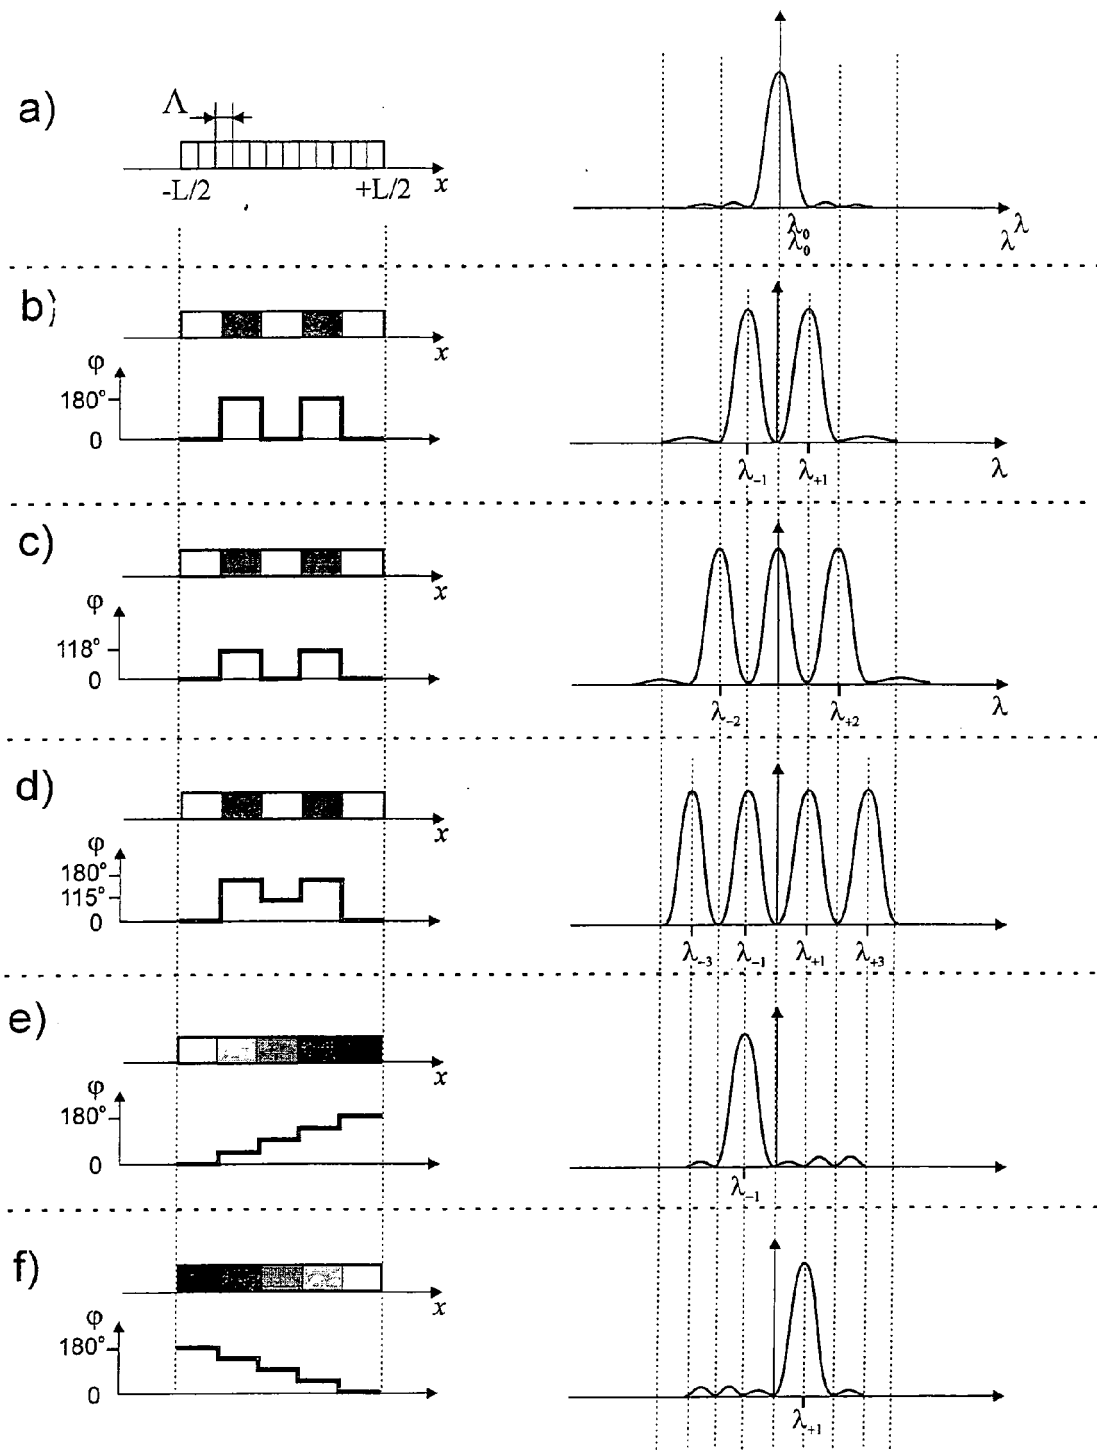 a)
Λ
-L/2 +L/2 x
λ₀ λ
λ₀ λ
b)
x
φ
180°
0
λ₋₁ λ₊₁ λ
c)
x
φ
118°
0
λ₋₂ λ₊₂ λ
d)
x
φ
180°
115°
0
λ₋₃ λ₋₁ λ₊₁ λ₊₃
e)
x
φ
180°
0
λ₋₁
f)
x
φ
180°
0
λ₊₁